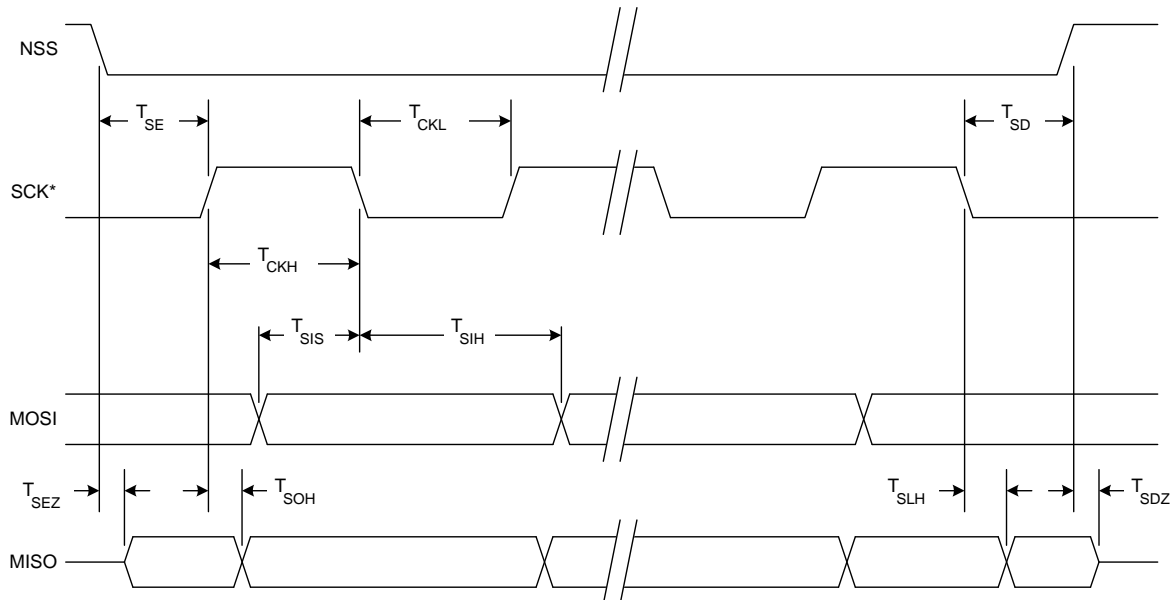 NSS
T_SE
T_CKL
T_SD
SCK*
T_CKH
T_SIS
T_SIH
MOSI
T_SEZ
T_SOH
T_SLH
T_SDZ
MISO